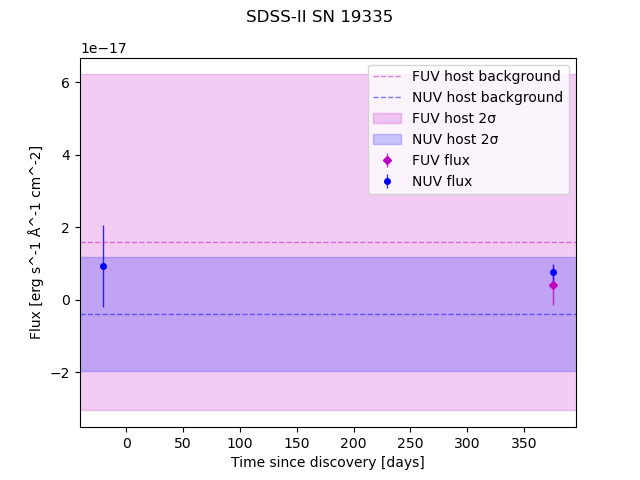 SDSS-II SN 19335
1e−17
FUV host background
NUV host background
FUV host 2σ
NUV host 2σ
FUV flux
NUV flux
6
4
2
0
−2
Flux [erg s^-1 Å^-1 cm^-2]
0 50 100 150 200 250 300 350
Time since discovery [days]